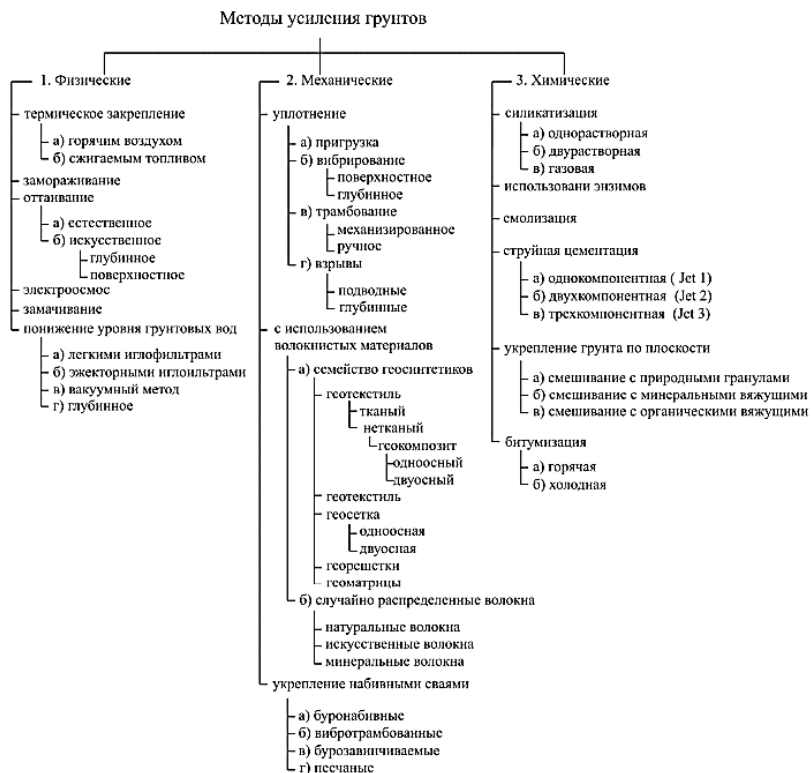 Методы усиления грунтов
1. Физические
термическое закрепление
а) горячим воздухом
б) сжигаемым топливом
замораживание
оттаивание
а) естественное
б) искусственное
глубинное
поверхностное
электроосмос
замачивание
понижение уровня грунтовых вод
а) легкими иглофильтрами
б) эжекторными иглоильтрами
в) вакуумный метод
г) глубинное
2. Механические
уплотнение
а) пригрузка
б) вибрирование
поверхностное
глубинное
в) трамбование
механизированное
ручное
г) взрывы
подводные
глубинные
с использованием
волокнистых материалов
а) семейство геосинтетиков
геотекстиль
тканый
нетканый
геокомпозит
одноосный
двуосный
геотекстиль
геосетка
одноосная
двуосная
георешетки
геоматрицы
б) случайно распределенные волокна
натуральные волокна
искусственные волокна
минеральные волокна
укрепление набивными сваями
а) буронабивные
б) вибротрамбованные
в) бурозавинчиваемые
г) песчаные
3. Химические
силикатизация
а) однорастворная
б) двурастворная
в) газовая
использовани энзимов
смолизация
струйная цементация
а) однокомпонентная ( Jet 1)
б) двухкомпонентная (Jet 2)
в) трехкомпонентная (Jet 3)
укрепление грунта по плоскости
а) смешивание с природными гранулами
б) смешивание с минеральными вяжущими
в) смешивание с органическими вяжущими
битумизация
а) горячая
б) холодная